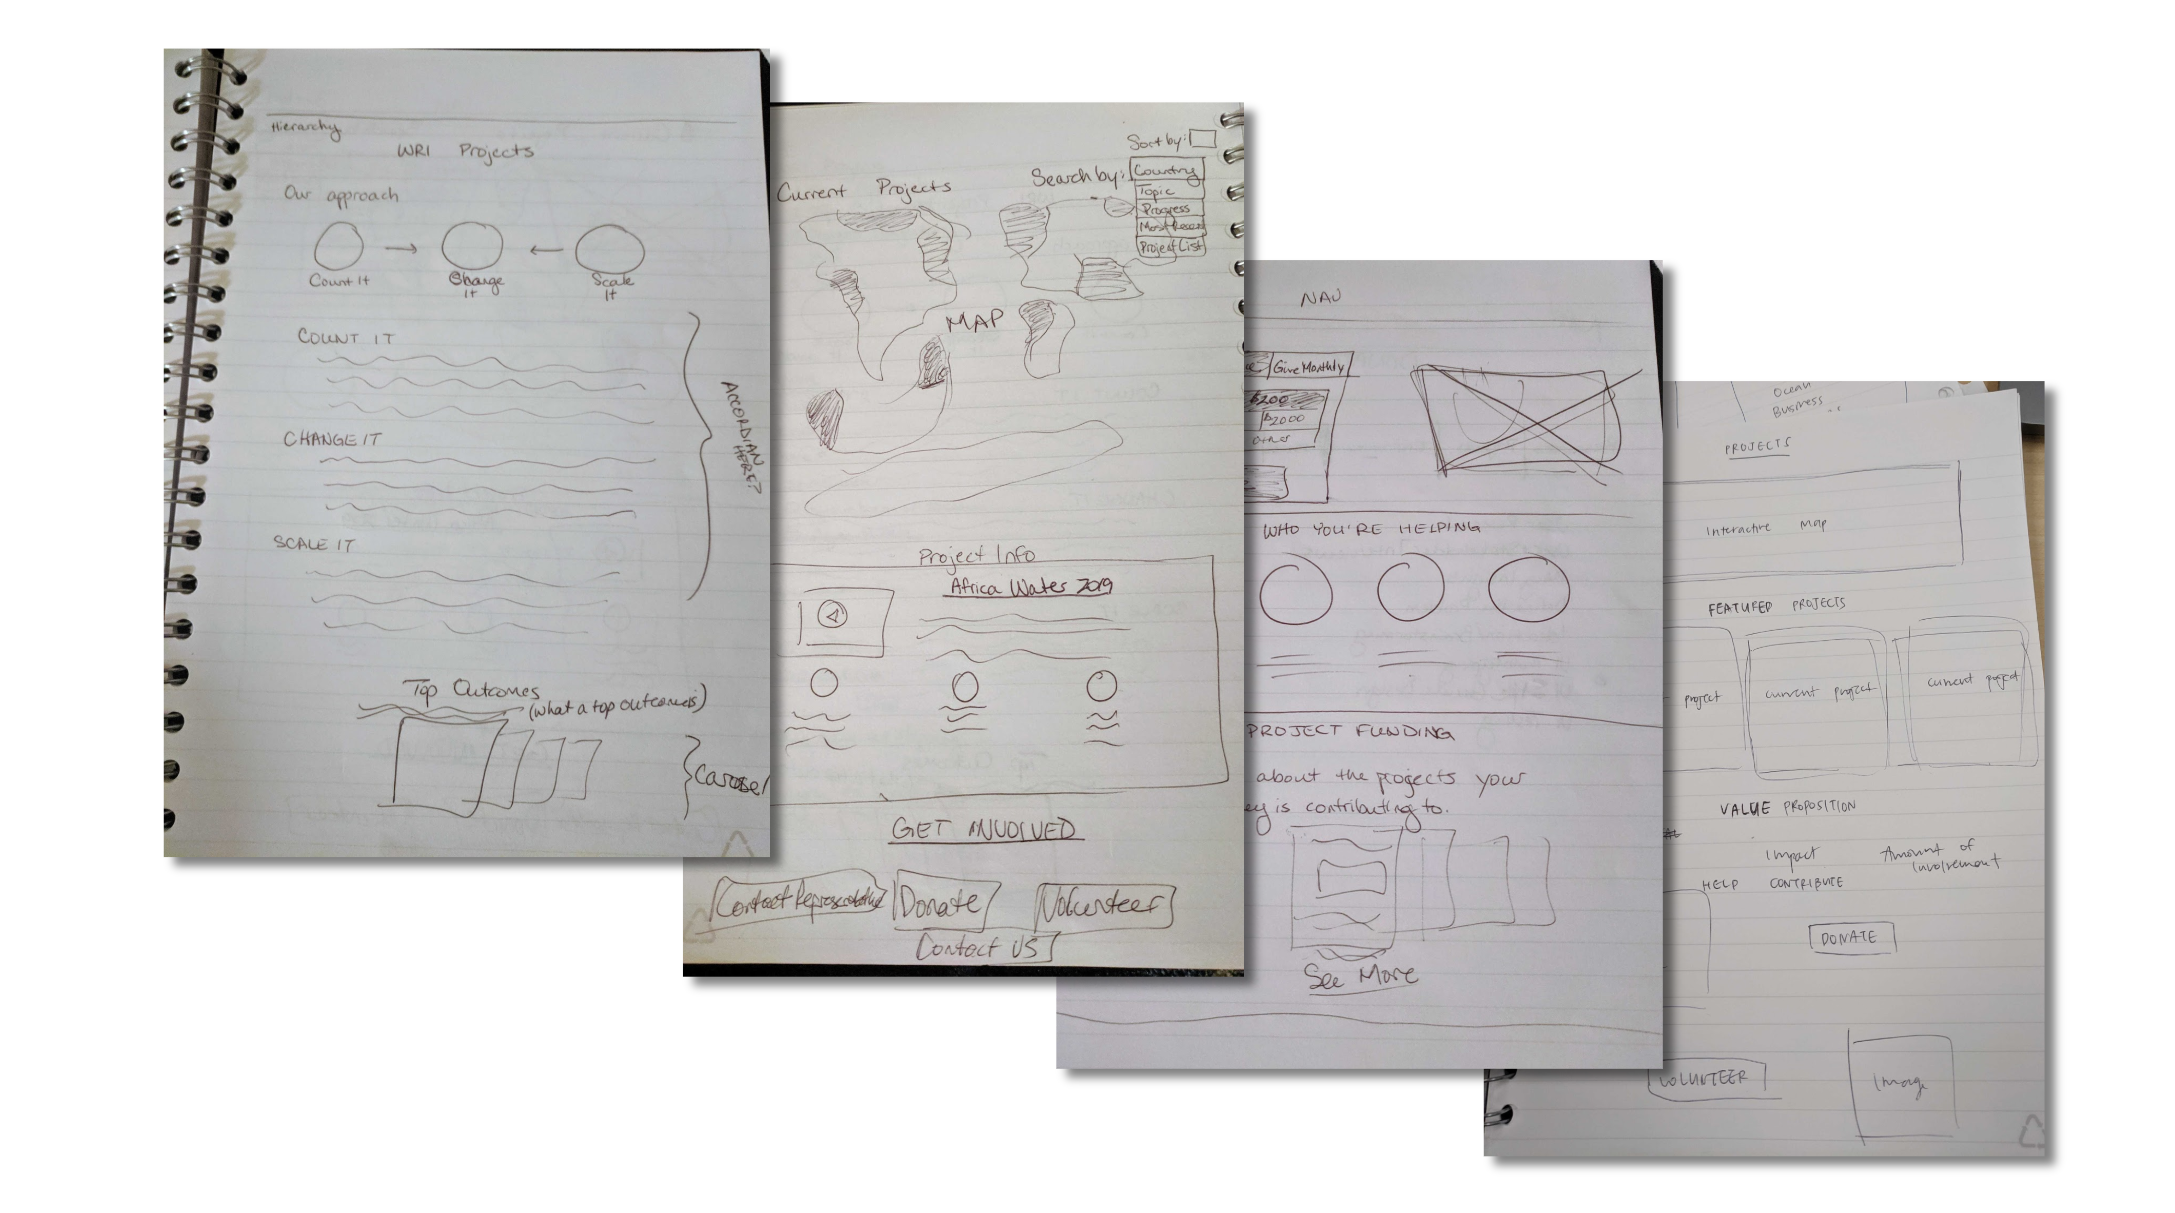 Hierarchy
WRI Projects
Our approach
Count It
Change It
Scale It
COUNT IT
CHANGE IT
SCALE IT
ACCORDIAN HERE?
Top Outcomes
(what a top outcome is)
Sort by:
Current Projects
Search by:
Country
Topic
Progress
Most Recent
Project List
MAP
Project Info
Africa Water 2019
GET INVOLVED
Contact Representative
Donate
Volunteer
Contact US
NAV
Give Monthly
$200
$2000
other
WHO YOU'RE HELPING
PROJECT FUNDING
about the projects your
is contributing to.
See More
Ocean
Business
PROJECTS
Interactive Map
FEATURED PROJECTS
project
current project
current project
VALUE PROPOSITION
Impact
Amount of
Involvement
HELP CONTRIBUTE
DONATE
VOLUNTEER
Image